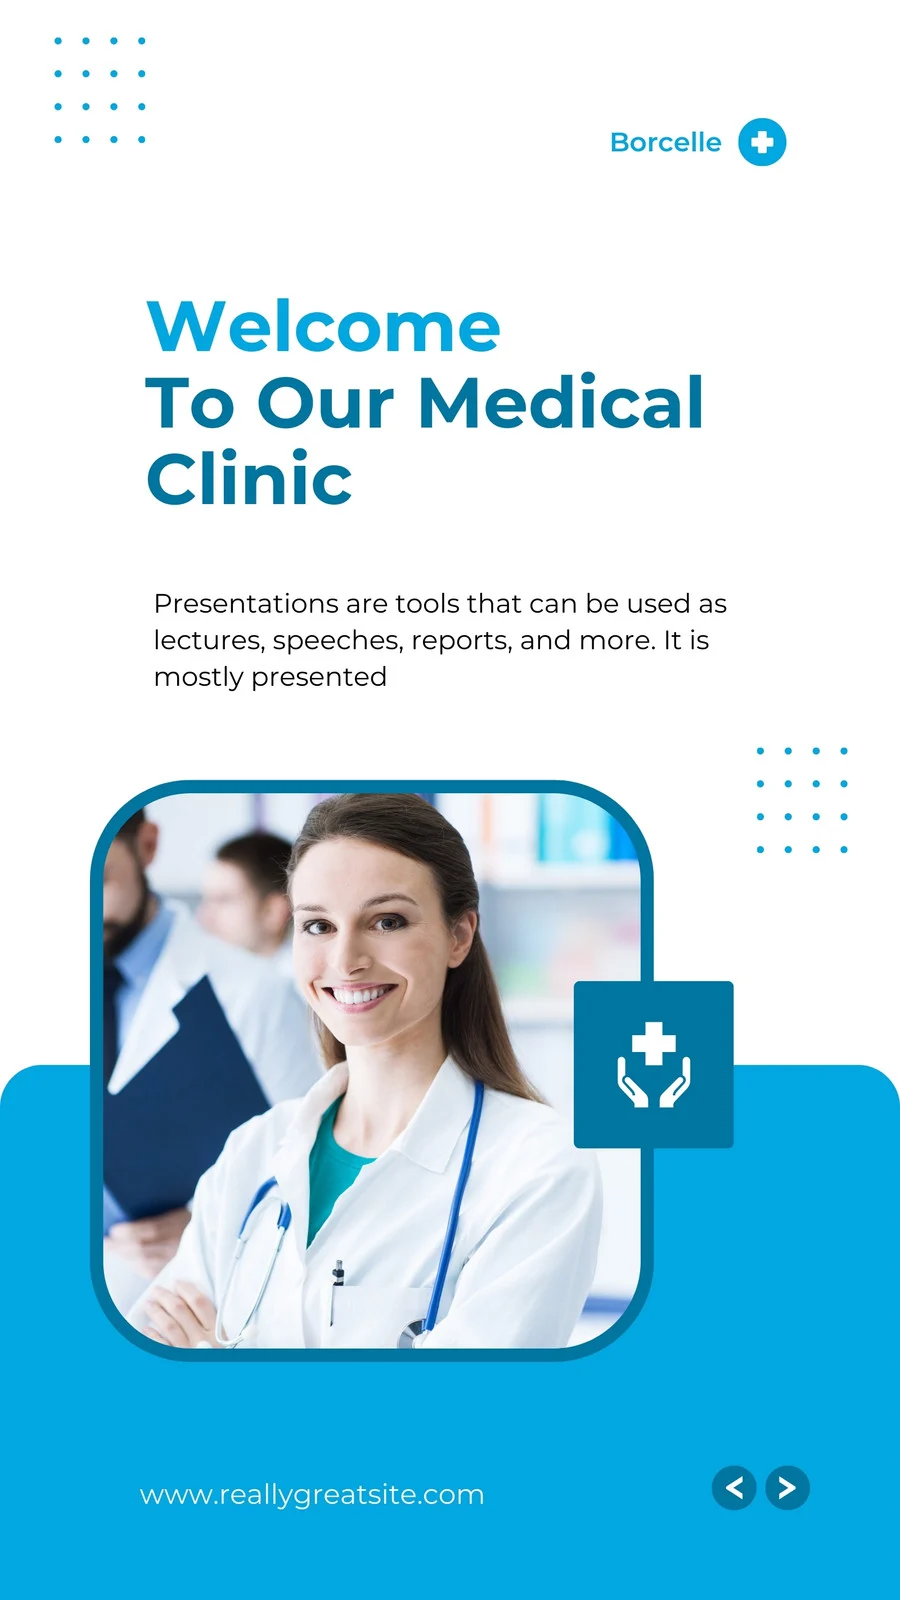 Borcelle
Welcome
To Our Medical
Clinic
Presentations are tools that can be used as
lectures, speeches, reports, and more. It is
mostly presented
www.reallygreatsite.com